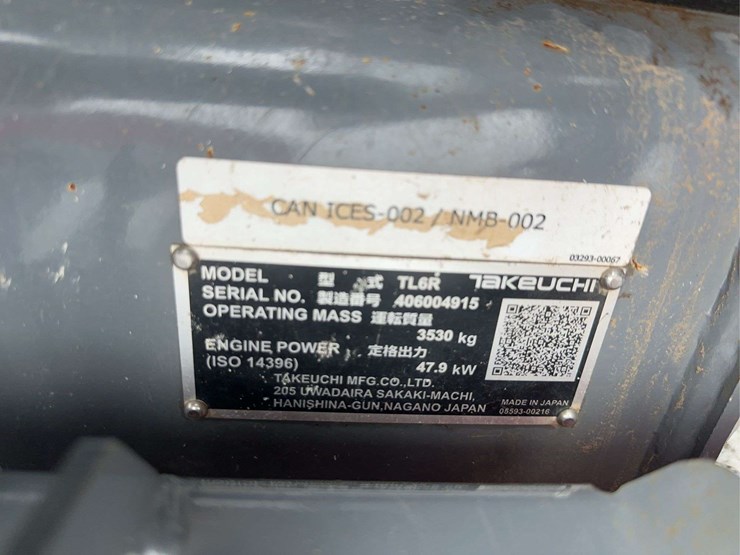 CAN ICES-002 / NMB-002
03293-00067
MODEL 型 式 TL6R TAKEUCHI
SERIAL NO. 製造番号 406004915
OPERATING MASS 運転質量
3530 kg
ENGINE POWER 定格出力
(ISO 14396) 47.9 kW
TAKEUCHI MFG.CO.,LTD.
205 UWADAIRA SAKAKI-MACHI,
HANISHINA-GUN,NAGANO JAPAN
MADE IN JAPAN
05593-00216